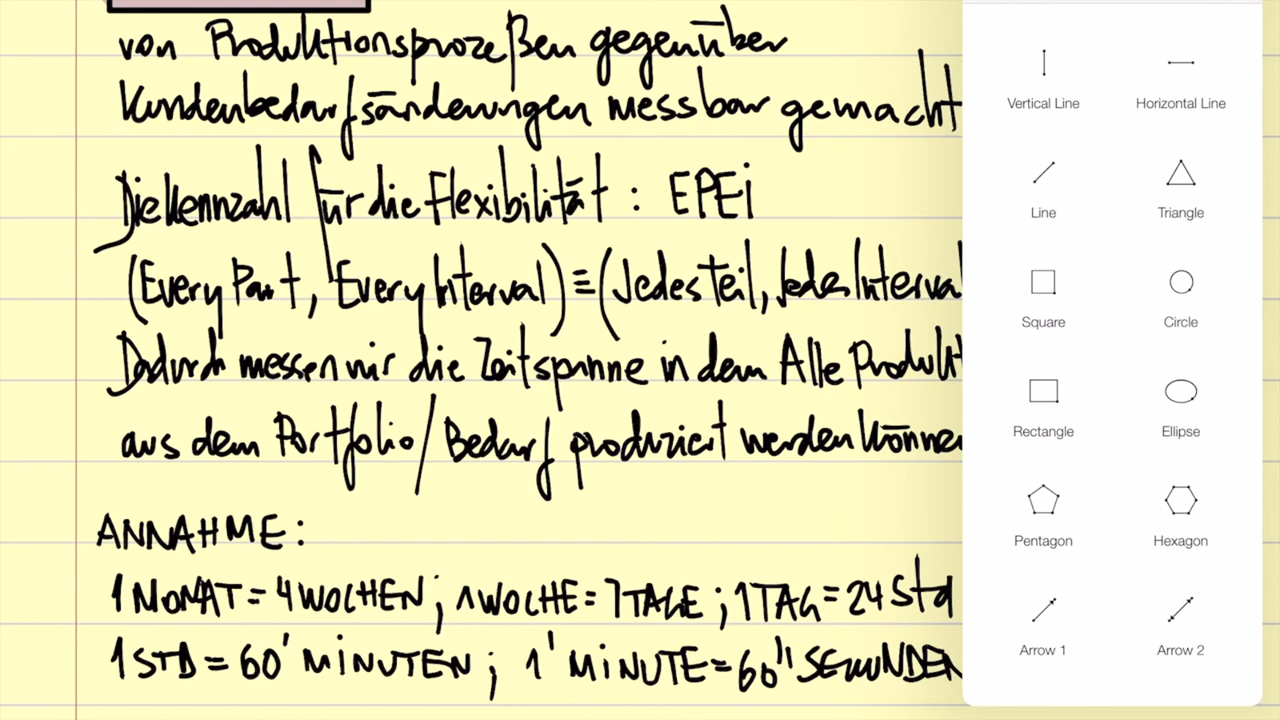 von Produktionsprozeßen gegenüber
Kundenbedarfsänderungen messbar gemacht
Die Kennzahl für die Flexibilität : EPEi
(Every Part, Every Interval) = (Jedes Teil, Jedes Interval
Dadurch messen wir die Zeitspanne in dem Alle Produkt
aus dem Portfolio/Bedarf produziert werden können
ANNAHME:
1 MONAT = 4 WOCHEN ; 1 WOCHE = 7 TAGE ; 1 TAG = 24 Std
1 STD = 60' MiNUTEN ; 1' MiNUTE = 60'' SEKUNDEN
Vertical Line
Horizontal Line
Line
Triangle
Square
Circle
Rectangle
Ellipse
Pentagon
Hexagon
Arrow 1
Arrow 2